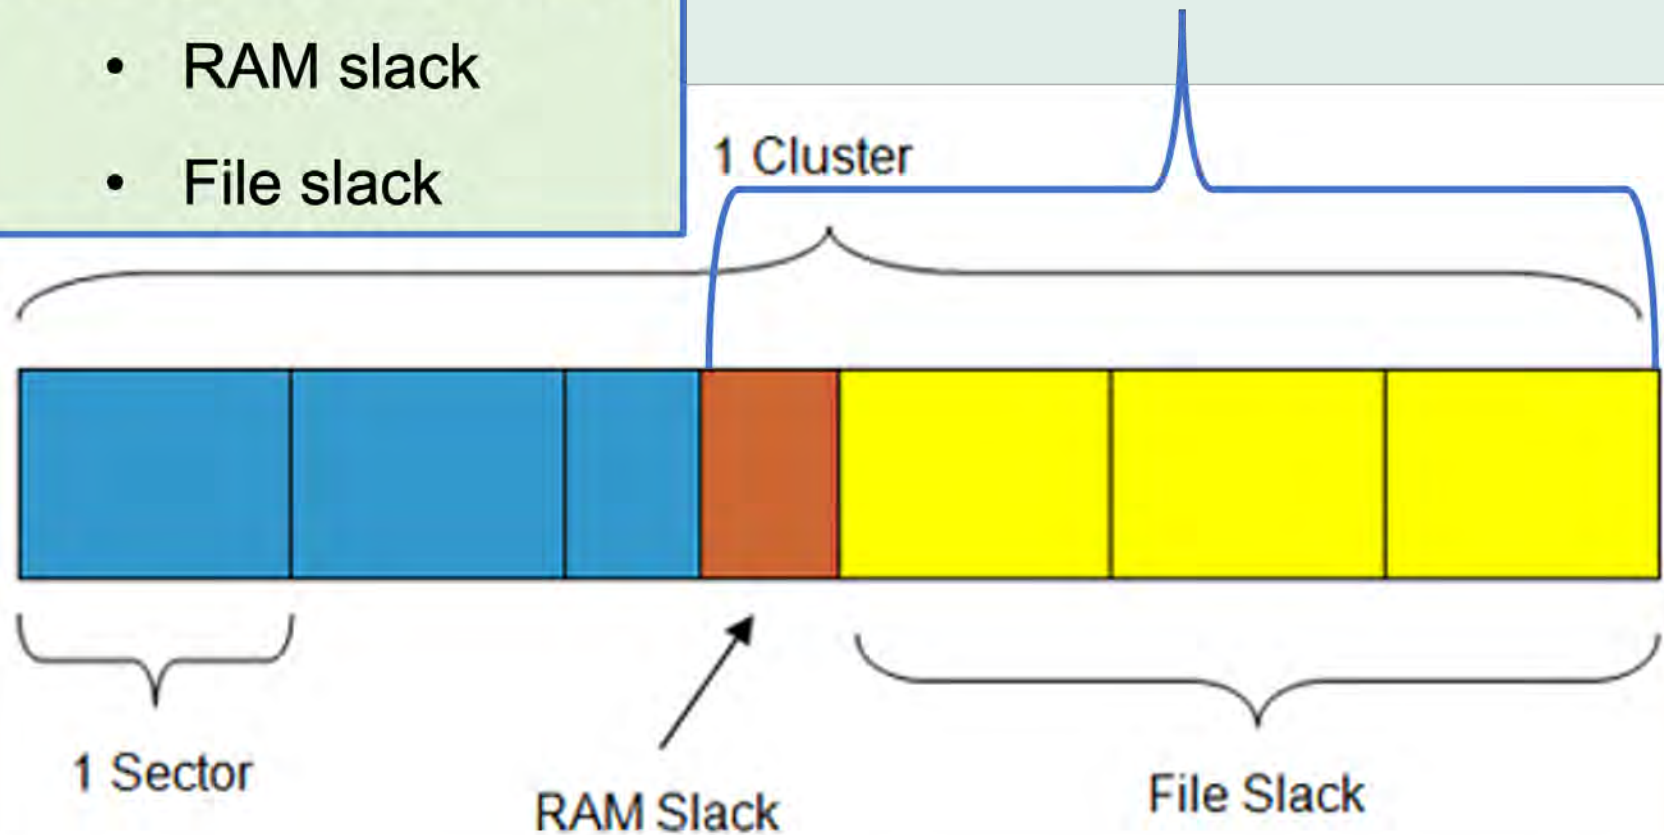 • RAM slack
• File slack
1 Cluster
1 Sector
RAM Slack
File Slack